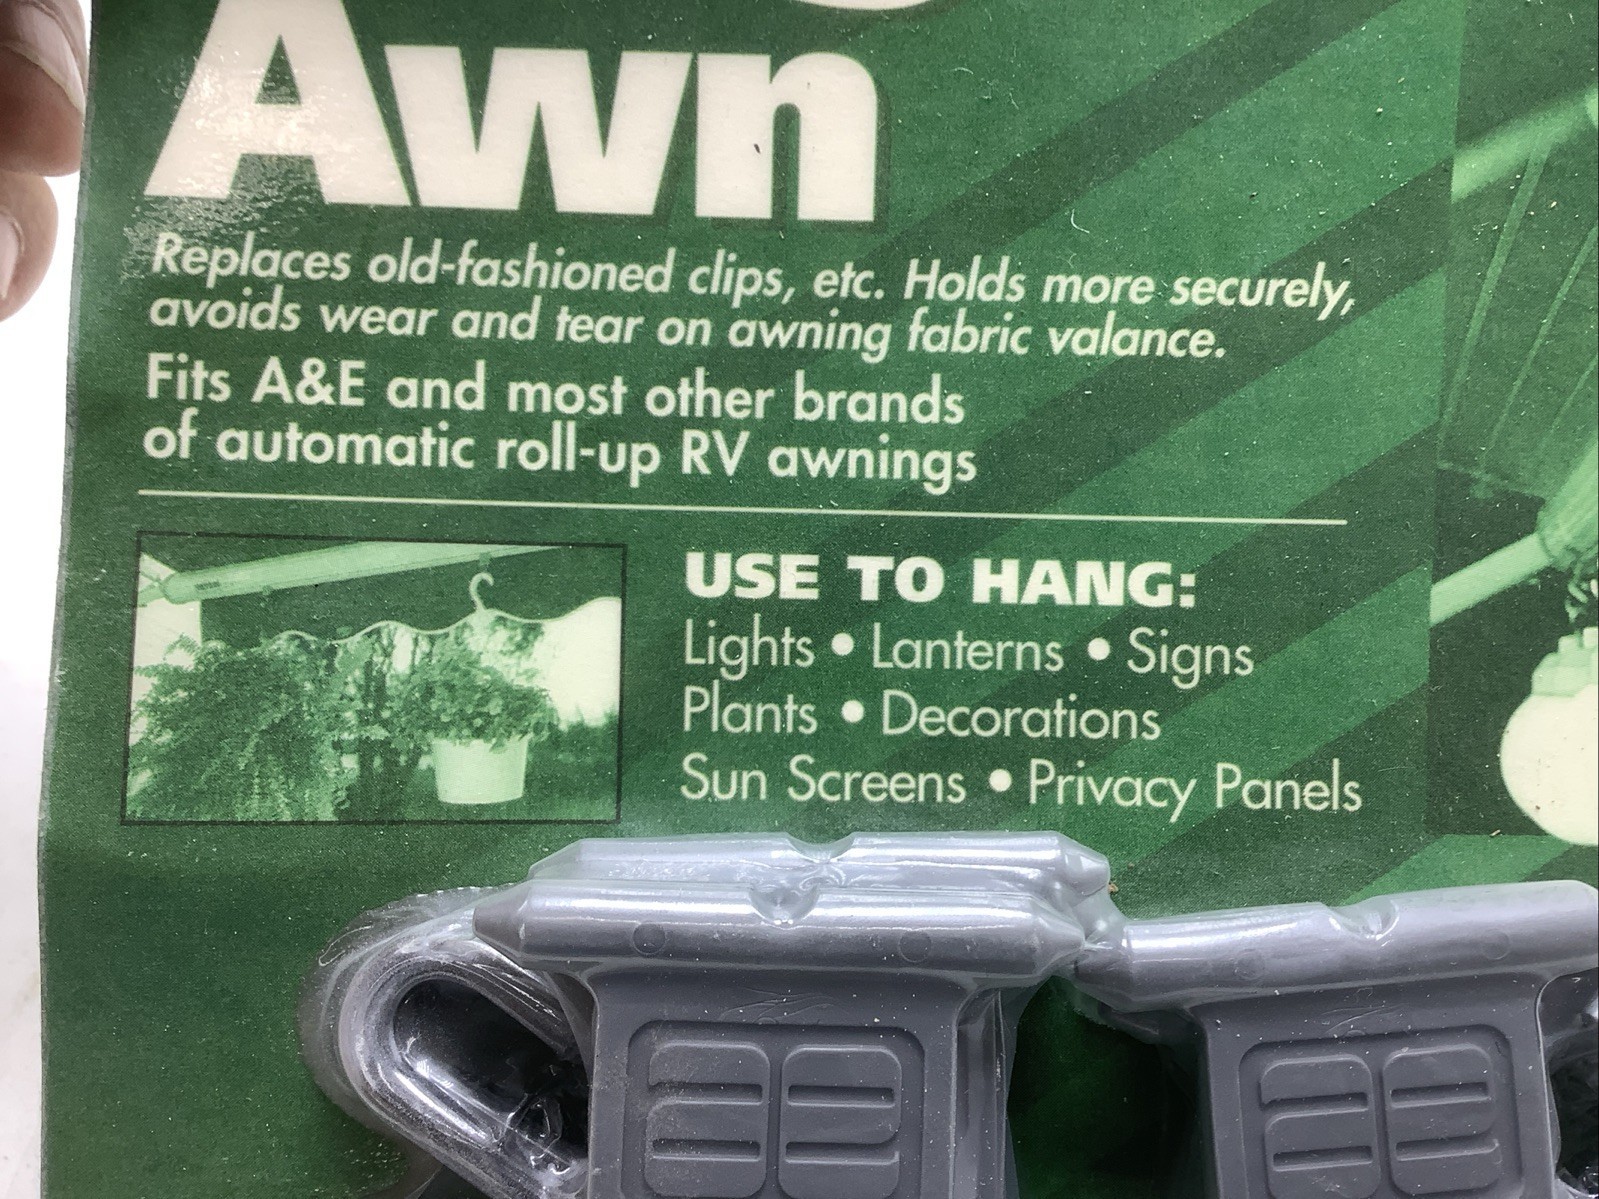 Awn
Replaces old-fashioned clips, etc. Holds more securely,
avoids wear and tear on awning fabric valance.
Fits A&E and most other brands
of automatic roll-up RV awnings
USE TO HANG:
Lights • Lanterns • Signs
Plants • Decorations
Sun Screens • Privacy Panels